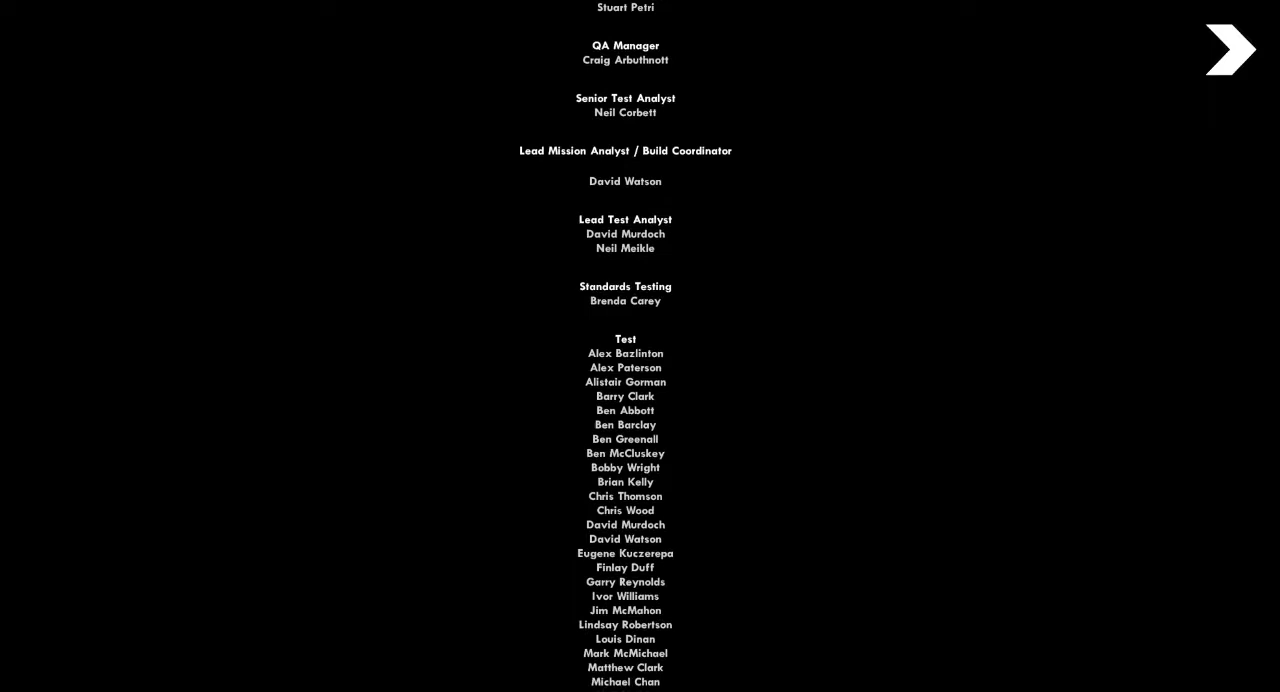 Stuart Petri
QA Manager
Craig Arbuthnott
Senior Test Analyst
Neil Corbett
Lead Mission Analyst / Build Coordinator
David Watson
Lead Test Analyst
David Murdoch
Neil Meikle
Standards Testing
Brenda Carey
Test
Alex Bazlinton
Alex Paterson
Alistair Gorman
Barry Clark
Ben Abbott
Ben Barclay
Ben Greenall
Ben McCluskey
Bobby Wright
Brian Kelly
Chris Thomson
Chris Wood
David Murdoch
David Watson
Eugene Kuczerepa
Finlay Duff
Garry Reynolds
Ivor Williams
Jim McMahon
Lindsay Robertson
Louis Dinan
Mark McMichael
Matthew Clark
Michael Chan